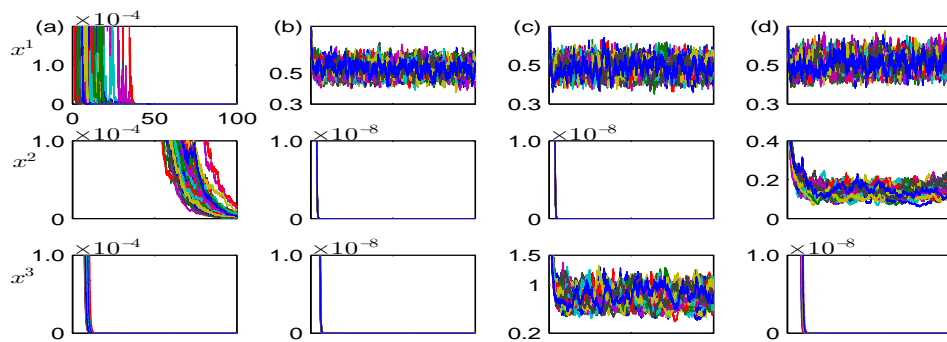 (a) ×10⁻⁴ (b) (c) (d)
x¹ 1.0 0.5 0.5 0.5
0 0.3 0.3 0.3
0 50 100
×10⁻⁴ ×10⁻⁸ ×10⁻⁸
1.0 1.0 1.0 0.4
x² 0.2
0 0 0 0
×10⁻⁴ ×10⁻⁸ ×10⁻⁸
1.0 1.0 1.5 1.0
x³ 1
0 0 0.2 0